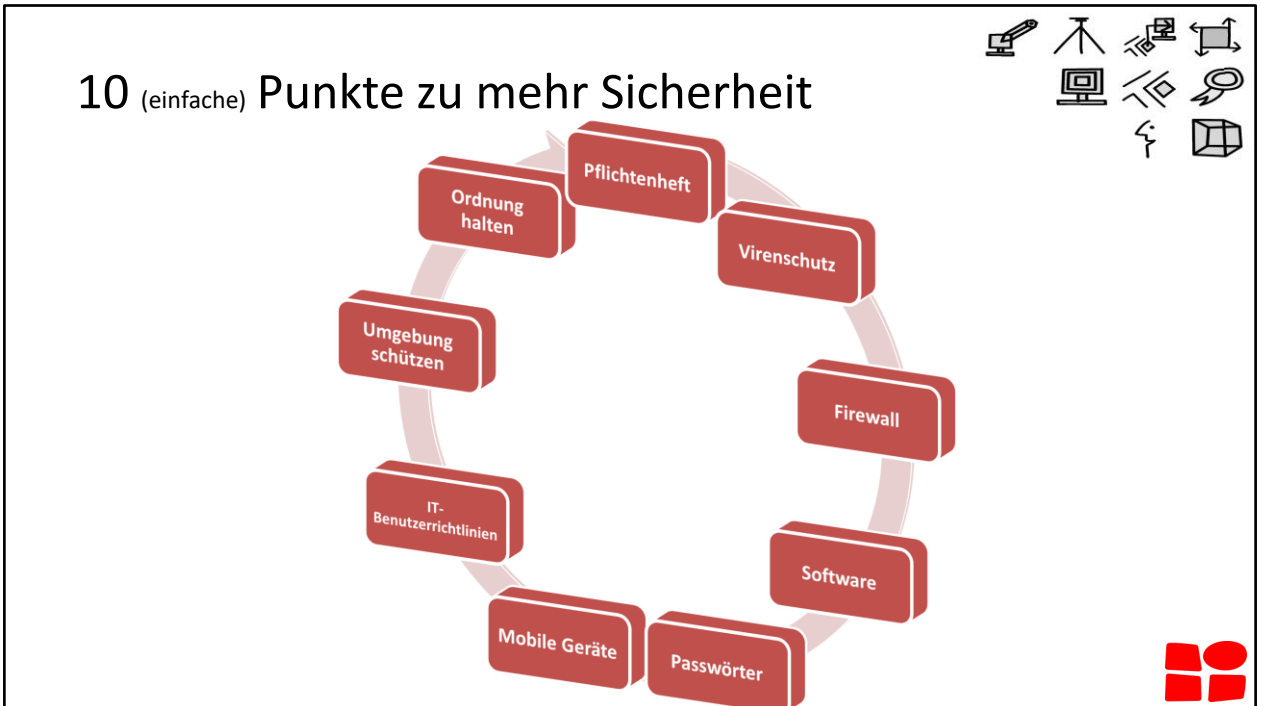 10 (einfache) Punkte zu mehr Sicherheit
Pflichtenheft
Virenschutz
Firewall
Software
Passwörter
Mobile Geräte
IT-
Benutzerrichtlinien
Umgebung
schützen
Ordnung
halten